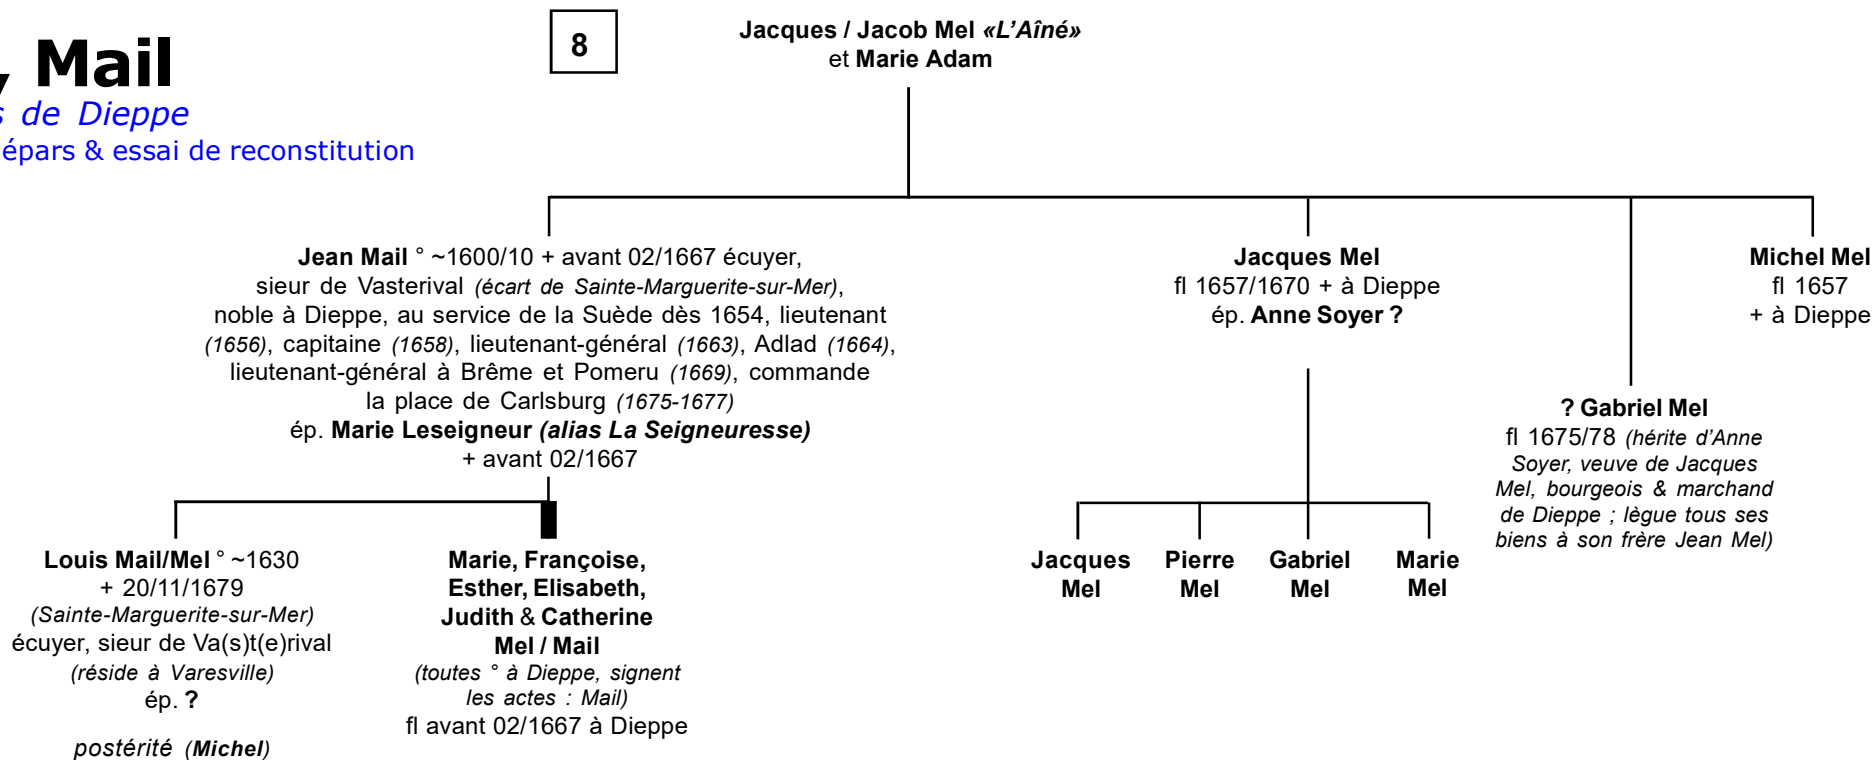 , Mail
s de Dieppe
épars & essai de reconstitution
8
Jacques / Jacob Mel «L’Aîné»
et Marie Adam
Jean Mail ° ~1600/10 + avant 02/1667 écuyer,
sieur de Vasterival (écart de Sainte-Marguerite-sur-Mer),
noble à Dieppe, au service de la Suède dès 1654, lieutenant
(1656), capitaine (1658), lieutenant-général (1663), Adlad (1664),
lieutenant-général à Brême et Pomeru (1669), commande
la place de Carlsburg (1675-1677)
ép. Marie Leseigneur (alias La Seigneuresse)
+ avant 02/1667
Jacques Mel
fl 1657/1670 + à Dieppe
ép. Anne Soyer ?
Michel Mel
fl 1657
+ à Dieppe
? Gabriel Mel
fl 1675/78 (hérite d’Anne
Soyer, veuve de Jacques
Mel, bourgeois & marchand
de Dieppe ; lègue tous ses
biens à son frère Jean Mel)
Louis Mail/Mel ° ~1630
+ 20/11/1679
(Sainte-Marguerite-sur-Mer)
écuyer, sieur de Va(s)t(e)rival
(réside à Varesville)
ép. ?
postérité (Michel)
Marie, Françoise,
Esther, Elisabeth,
Judith & Catherine
Mel / Mail
(toutes ° à Dieppe, signent
les actes : Mail)
fl avant 02/1667 à Dieppe
Jacques
Mel
Pierre
Mel
Gabriel
Mel
Marie
Mel